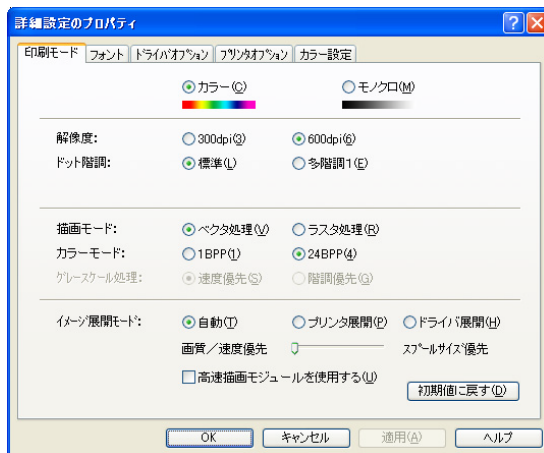 詳細設定のプロパティ
印刷モード フォント ドライバオプション プリンタオプション カラー設定
カラー(C) モノクロ(M)
解像度: 300dpi(3) 600dpi(6)
ドット階調: 標準(L) 多階調1(E)
描画モード: ベクタ処理(V) ラスタ処理(R)
カラーモード: 1BPP(1) 24BPP(4)
グレースケール処理: 速度優先(S) 階調優先(G)
イメージ展開モード: 自動(T) プリンタ展開(P) ドライバ展開(H)
画質／速度優先 スプールサイズ優先
高速描画モジュールを使用する(U)
初期値に戻す(D)
OK キャンセル 適用(A) ヘルプ